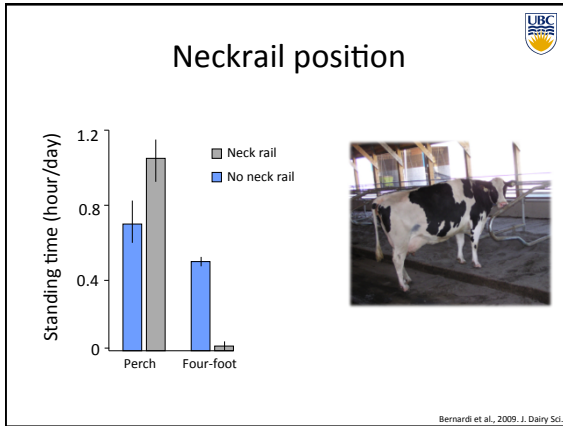 UBC
Neckrail position
Standing time (hour/day)
1.2
0.8
0.4
0
Neck rail
No neck rail
Perch
Four-foot
Bernardi et al., 2009. J. Dairy Sci.